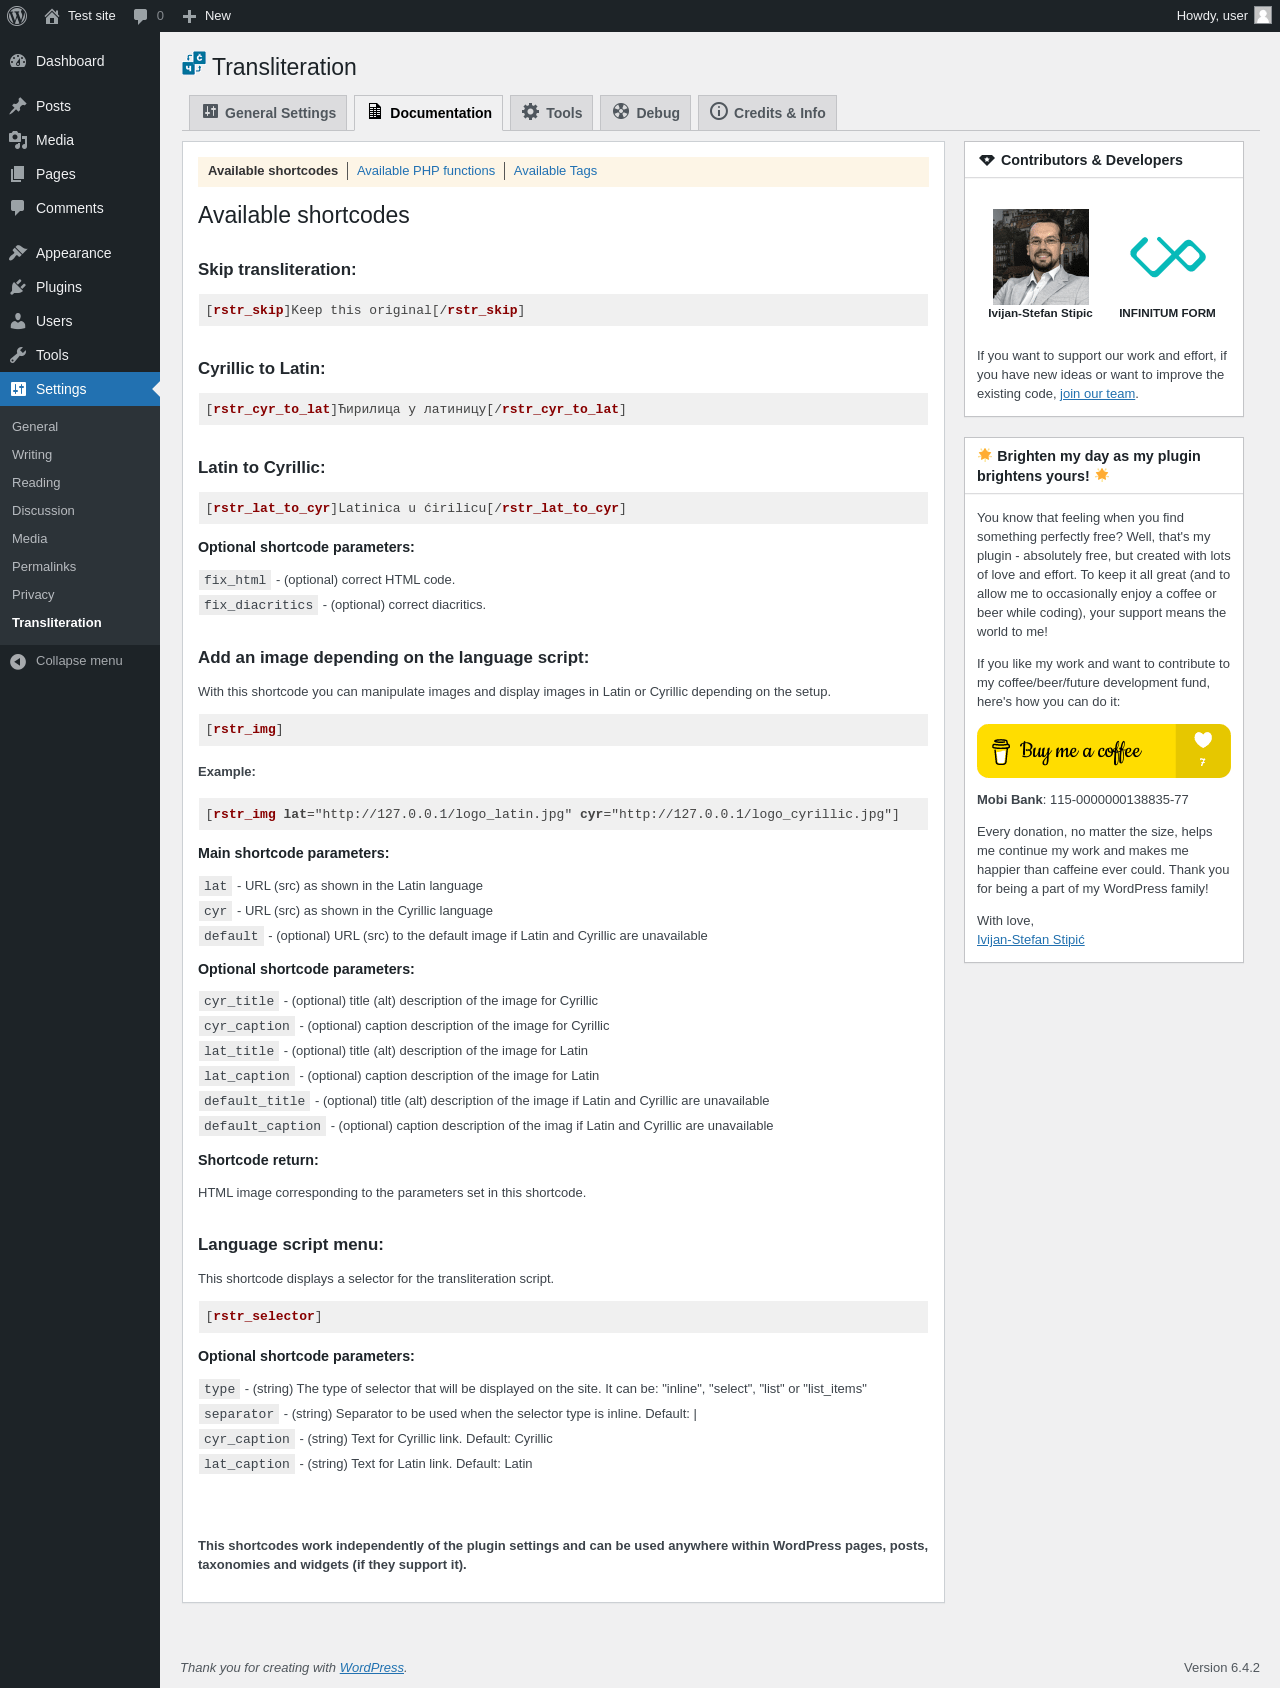 Test site 0 New Howdy, user
Dashboard
Posts
Media
Pages
Comments
Appearance
Plugins
Users
Tools
Settings
General
Writing
Reading
Discussion
Media
Permalinks
Privacy
Transliteration
Collapse menu
Transliteration
General Settings Documentation Tools Debug Credits & Info
Available shortcodes Available PHP functions Available Tags
Available shortcodes
Skip transliteration:
[rstr_skip]Keep this original[/rstr_skip]
Cyrillic to Latin:
[rstr_cyr_to_lat]Ћирилица у латиницу[/rstr_cyr_to_lat]
Latin to Cyrillic:
[rstr_lat_to_cyr]Latinica u ćirilicu[/rstr_lat_to_cyr]
Optional shortcode parameters:
fix_html - (optional) correct HTML code.
fix_diacritics - (optional) correct diacritics.
Add an image depending on the language script:
With this shortcode you can manipulate images and display images in Latin or Cyrillic depending on the setup.
[rstr_img]
Example:
[rstr_img lat="http://127.0.0.1/logo_latin.jpg" cyr="http://127.0.0.1/logo_cyrillic.jpg"]
Main shortcode parameters:
lat - URL (src) as shown in the Latin language
cyr - URL (src) as shown in the Cyrillic language
default - (optional) URL (src) to the default image if Latin and Cyrillic are unavailable
Optional shortcode parameters:
cyr_title - (optional) title (alt) description of the image for Cyrillic
cyr_caption - (optional) caption description of the image for Cyrillic
lat_title - (optional) title (alt) description of the image for Latin
lat_caption - (optional) caption description of the image for Latin
default_title - (optional) title (alt) description of the image if Latin and Cyrillic are unavailable
default_caption - (optional) caption description of the imag if Latin and Cyrillic are unavailable
Shortcode return:
HTML image corresponding to the parameters set in this shortcode.
Language script menu:
This shortcode displays a selector for the transliteration script.
[rstr_selector]
Optional shortcode parameters:
type - (string) The type of selector that will be displayed on the site. It can be: "inline", "select", "list" or "list_items"
separator - (string) Separator to be used when the selector type is inline. Default: |
cyr_caption - (string) Text for Cyrillic link. Default: Cyrillic
lat_caption - (string) Text for Latin link. Default: Latin
This shortcodes work independently of the plugin settings and can be used anywhere within WordPress pages, posts,
taxonomies and widgets (if they support it).
Contributors & Developers
Ivijan-Stefan Stipic INFINITUM FORM
If you want to support our work and effort, if
you have new ideas or want to improve the
existing code, join our team.
Brighten my day as my plugin
brightens yours!
You know that feeling when you find
something perfectly free? Well, that's my
plugin - absolutely free, but created with lots
of love and effort. To keep it all great (and to
allow me to occasionally enjoy a coffee or
beer while coding), your support means the
world to me!
If you like my work and want to contribute to
my coffee/beer/future development fund,
here's how you can do it:
Buy me a coffee 7
Mobi Bank: 115-0000000138835-77
Every donation, no matter the size, helps
me continue my work and makes me
happier than caffeine ever could. Thank you
for being a part of my WordPress family!
With love,
Ivijan-Stefan Stipić
Thank you for creating with WordPress. Version 6.4.2